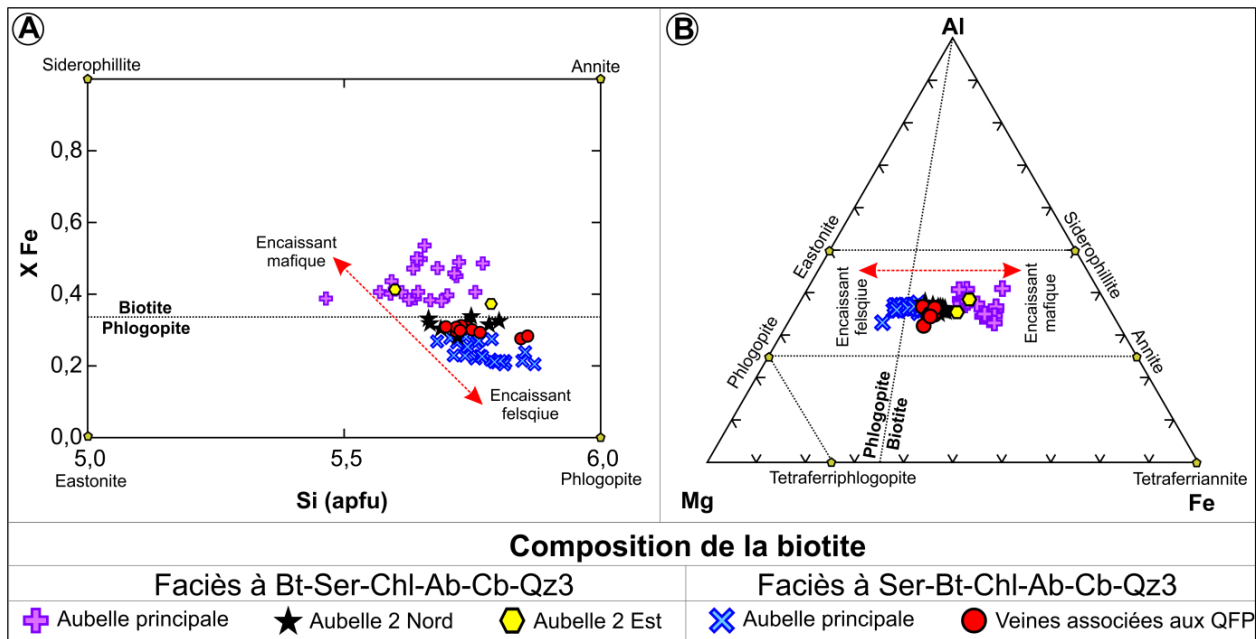 A
Siderophillite
Annite
0,8
0,6
0,4
0,2
0,0
X Fe
Encaissant
mafique
Biotite
Phlogopite
Encaissant
felsqiue
5,0
5,5
6,0
Eastonite
Phlogopite
Si (apfu)
B
Al
Eastonite
Siderophillite
Encaissant
felsqiue
Encaissant
mafique
Phlogopite
Annite
Phlogopite
Biotite
Tetraferriphlogopite
Tetraferriannite
Mg
Fe
Composition de la biotite
Faciès à Bt-Ser-Chl-Ab-Cb-Qz3
Faciès à Ser-Bt-Chl-Ab-Cb-Qz3
Aubelle principale
Aubelle 2 Nord
Aubelle 2 Est
Aubelle principale
Veines associées aux QFP